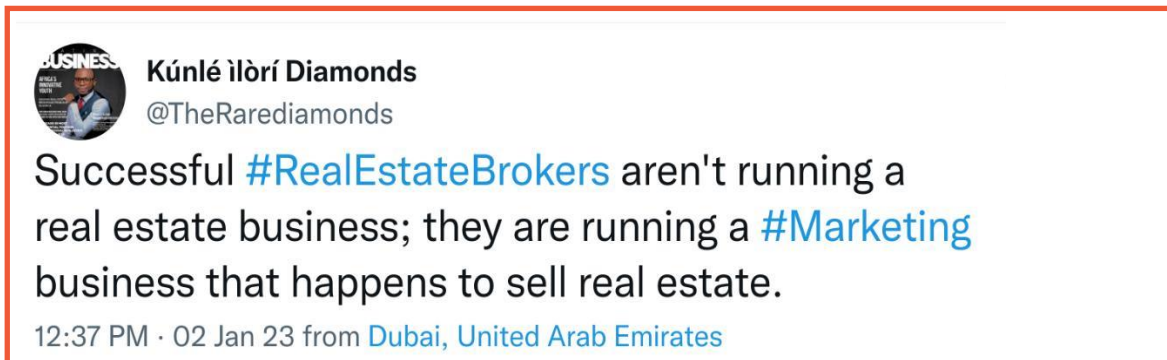 BUSINESS
Kúnlé ìlòrí Diamonds
@TheRarediamonds
Successful #RealEstateBrokers aren't running a
real estate business; they are running a #Marketing
business that happens to sell real estate.
12:37 PM · 02 Jan 23 from Dubai, United Arab Emirates